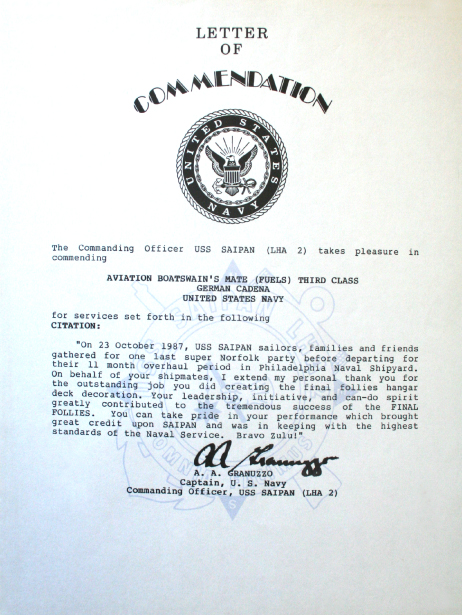 LETTER
OF
COMMENDATION
UNITED STATES
NAVY
The Commanding Officer USS SAIPAN (LHA 2) takes pleasure in
commending
AVIATION BOATSWAIN'S MATE (FUELS) THIRD CLASS
GERMAN CADENA
UNITED STATES NAVY
for services set forth in the following
CITATION:
"On 23 October 1987, USS SAIPAN sailors, families and friends
gathered for one last super Norfolk party before departing for
their 11 month overhaul period in Philadelphia Naval Shipyard.
On behalf of your shipmates, I extend my personal thank you for
the outstanding job you did creating the final follies hangar
deck decoration. Your leadership, initiative, and can-do spirit
greatly contributed to the tremendous success of the FINAL
FOLLIES. You can take pride in your performance which brought
great credit upon SAIPAN and was in keeping with the highest
standards of the Naval Service. Bravo Zulu!"
A. A. GRANUZZO
Captain, U. S. Navy
Commanding Officer, USS SAIPAN (LHA 2)